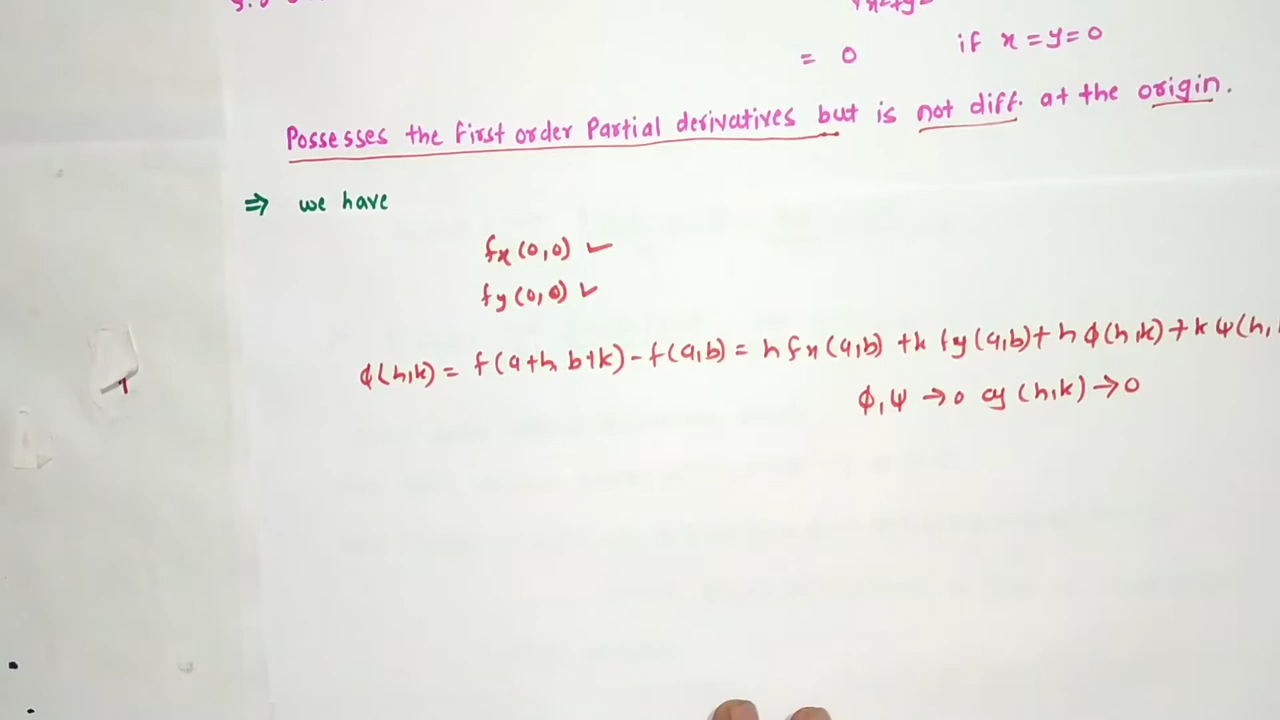 = 0 if x = y = 0
Possesses the first order Partial derivatives but is not diff. at the origin.
⇒ we have
fx (0,0) ✓
fy (0,0) ✓
ϕ(h,k) = f(a+h, b+k) - f(a,b) = h fx (a,b) + k fy (a,b) + h ϕ(h,k) + k ψ(h,
ϕ, ψ → 0 as (h,k) → 0